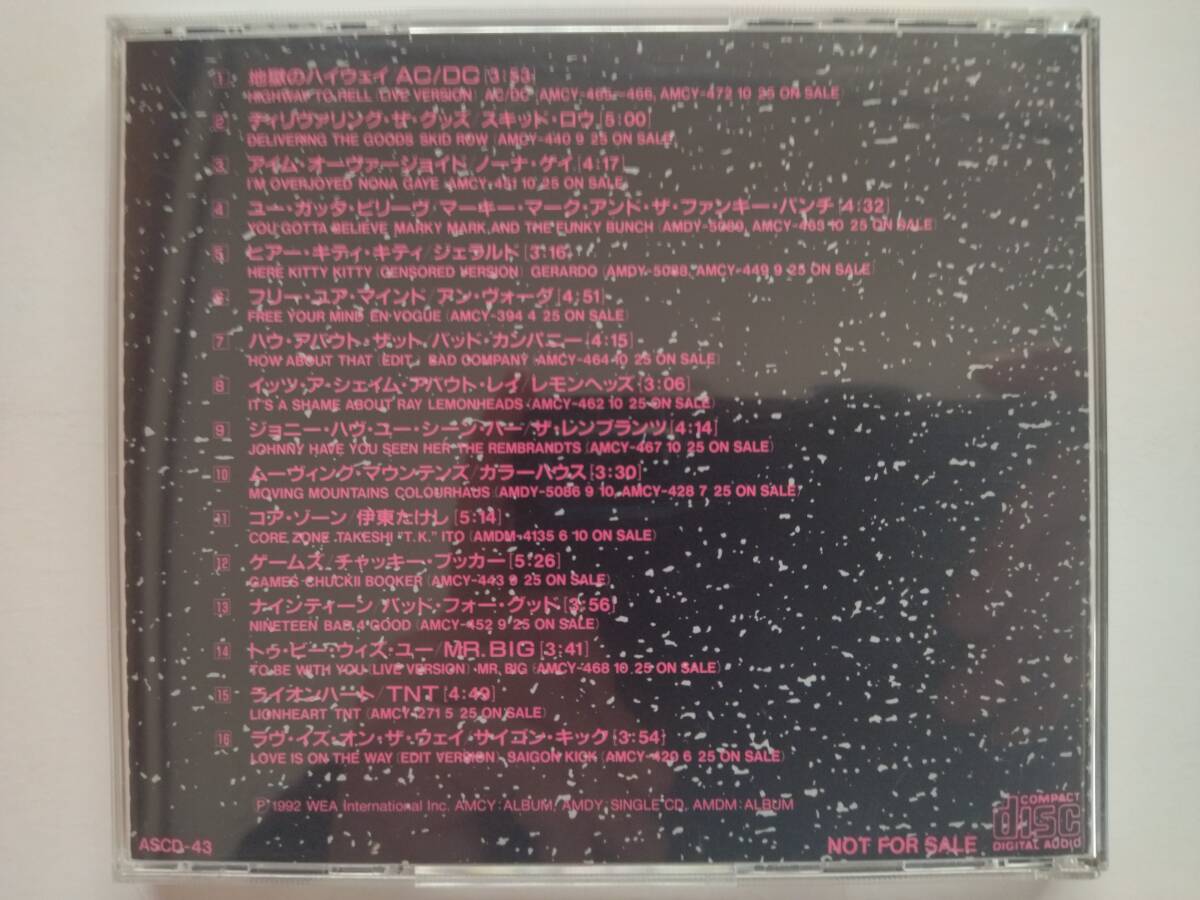 1 地獄のハイウェイ AC/DC [3:53]
HIGHWAY TO HELL (LIVE VERSION) AC/DC (AMCY-465~466, AMCY-472 10 25 ON SALE)
2 ディリヴァリング・ザ・グッズ スキッド・ロウ [5:00]
DELIVERING THE GOODS SKID ROW (AMDY-440 9 25 ON SALE)
3 アイム・オーヴァージョイド/ノーナ・ゲイ [4:17]
I'M OVERJOYED NONA GAYE (AMCY-451 10 25 ON SALE)
4 ユー・ガッタ・ビリーヴ/マーキー・マーク・アンド・ザ・ファンキー・バンチ [4:32]
YOU GOTTA BELIEVE MARKY MARK AND THE FUNKY BUNCH (AMDY-5080, AMCY-465 10 25 ON SALE)
5 ヒアー・キティ・キティ/ジェラルド [3:16]
HERE KITTY KITTY (CENSORED VERSION) GERARDO (AMDY-5088, AMCY-449 9 25 ON SALE)
6 フリー・ユア・マインド/アン・ヴォーグ [4:51]
FREE YOUR MIND EN VOGUE (AMCY-394 4 25 ON SALE)
7 ハウ・アバウト・ザット/バッド・カンパニー [4:15]
HOW ABOUT THAT (EDIT) BAD COMPANY (AMCY-464 10 25 ON SALE)
8 イッツ・ア・シェイム・アバウト・レイ/レモンヘッズ [3:06]
IT'S A SHAME ABOUT RAY LEMONHEADS (AMCY-462 10 25 ON SALE)
9 ジョニー・ハヴ・ユー・シーン・ハー/ザ・レンブランツ [4:14]
JOHNNY HAVE YOU SEEN HER THE REMBRANDTS (AMCY-467 10 25 ON SALE)
10 ムーヴィング・マウンテンズ/カラーハウス [3:30]
MOVING MOUNTAINS COLOURHAUS (AMDY-5086 9 10, AMCY-428 7 25 ON SALE)
11 コア・ゾーン/伊東たけし [5:14]
CORE ZONE TAKESHI "T.K." ITO (AMDM-4135 6 10 ON SALE)
12 ゲームズ/チャッキー・ブッカー [5:26]
GAMES CHUCKII BOOKER (AMCY-443 9 25 ON SALE)
13 ナインティーン/バッド・フォー・グッド [3:56]
NINETEEN BAD 4 GOOD (AMCY-452 9 25 ON SALE)
14 トゥ・ビー・ウィズ・ユー/MR. BIG [3:41]
TO BE WITH YOU (LIVE VERSION) MR. BIG (AMCY-468 10 25 ON SALE)
15 ライオンハート/TNT [4:49]
LIONHEART TNT (AMCY-271 5 25 ON SALE)
16 ラヴ・イズ・オン・ザ・ウェイ/サイゴン・キック [3:54]
LOVE IS ON THE WAY (EDIT VERSION) SAIGON KICK (AMCY-420 6 25 ON SALE)
P 1992 WEA International Inc. AMCY: ALBUM, AMDY: SINGLE CD, AMDM: ALBUM
ASCD-43
NOT FOR SALE
COMPACT
disc
DIGITAL AUDIO